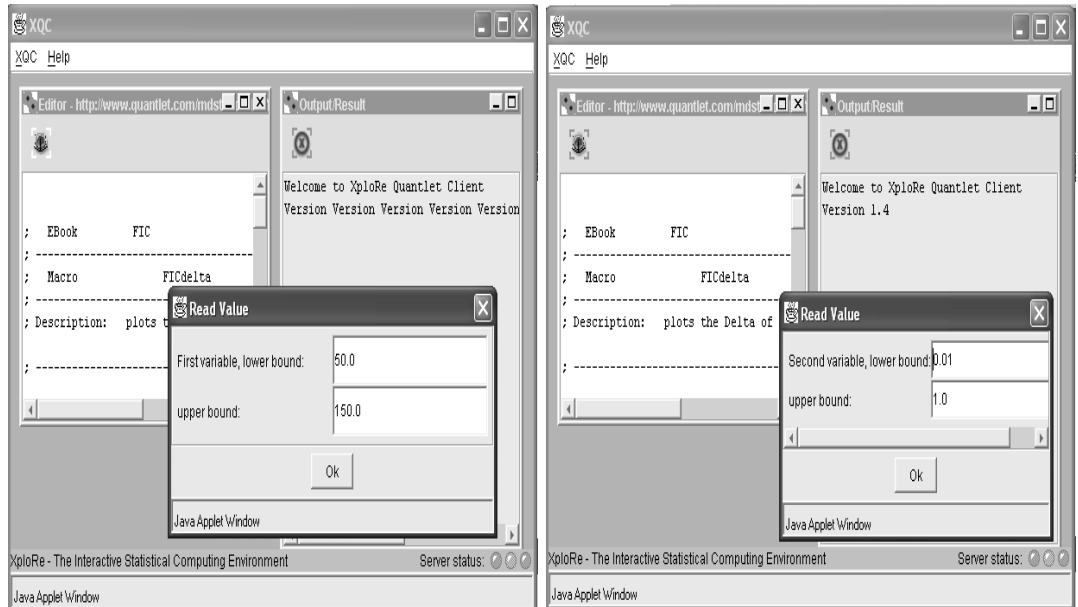 XQC
XQC Help
Editor - http://www.quantlet.com/mdst
Output/Result
; EBook FIC
; ----------------------------------
; Macro FICdelta
; ----------------------------------
; Description: plots t
; ----------------------------------
Welcome to XploRe Quantlet Client
Version Version Version Version Version
Read Value
First variable, lower bound: 50.0
upper bound: 150.0
Ok
Java Applet Window
XploRe - The Interactive Statistical Computing Environment Server status:
Java Applet Window
XQC
XQC Help
Editor - http://www.quantlet.com/mdst
Output/Result
; EBook FIC
; ----------------------------------
; Macro FICdelta
; ----------------------------------
; Description: plots the Delta of
; ----------------------------------
Welcome to XploRe Quantlet Client
Version 1.4
Read Value
Second variable, lower bound: 0.01
upper bound: 1.0
Ok
Java Applet Window
XploRe - The Interactive Statistical Computing Environment Server status:
Java Applet Window